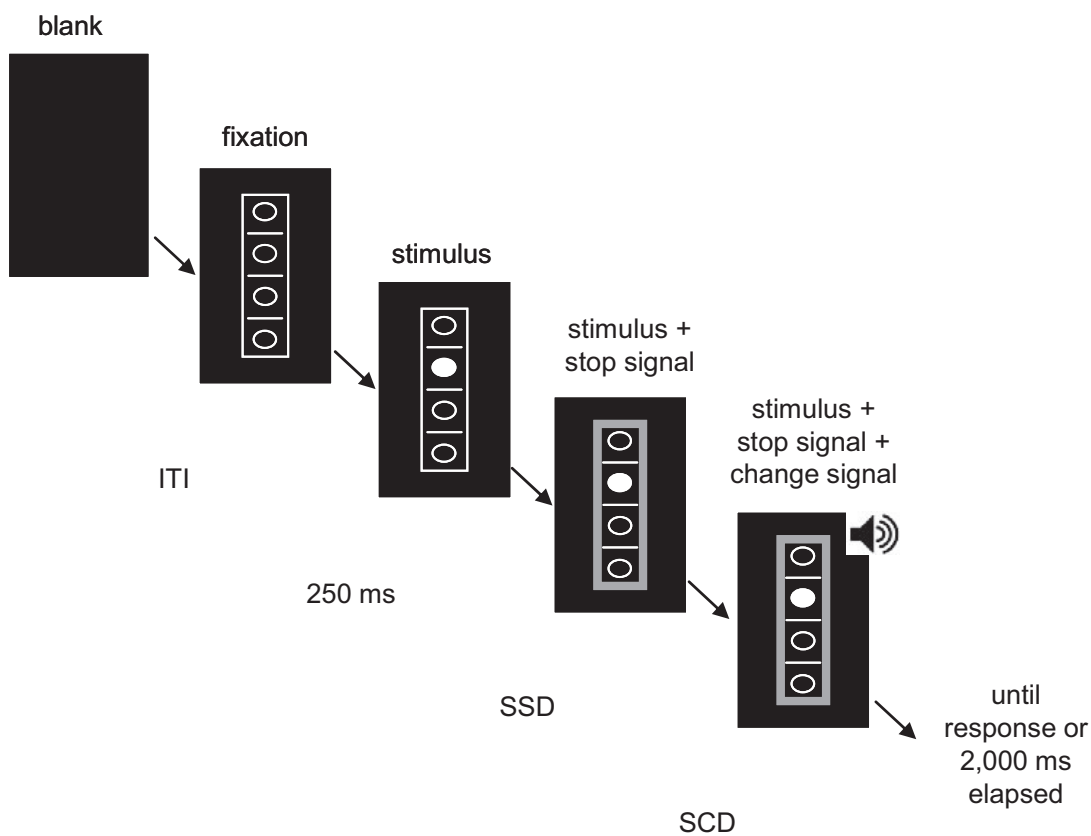 blank
fixation
stimulus
stimulus +
stop signal
stimulus +
stop signal +
change signal
ITI
250 ms
SSD
until
response or
2,000 ms
elapsed
SCD